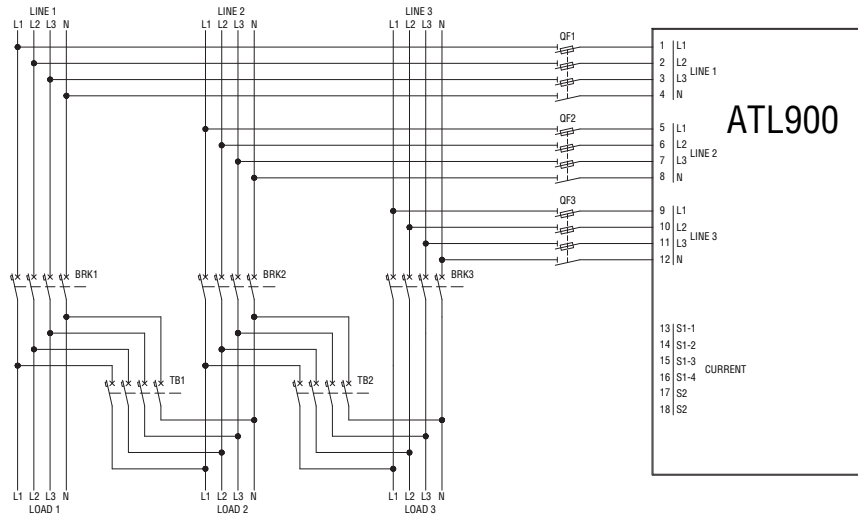 LINE 1 LINE 2 LINE 3
L1 L2 L3 N L1 L2 L3 N L1 L2 L3 N
QF1
1 L1
2 L2
3 L3
4 N
LINE 1
ATL900
QF2
5 L1
6 L2
7 L3
8 N
LINE 2
QF3
9 L1
10 L2
11 L3
12 N
LINE 3
BRK1 BRK2 BRK3
13 S1-1
14 S1-2
15 S1-3
16 S1-4
17 S2
18 S2
CURRENT
TB1 TB2
L1 L2 L3 N L1 L2 L3 N L1 L2 L3 N
LOAD 1 LOAD 2 LOAD 3